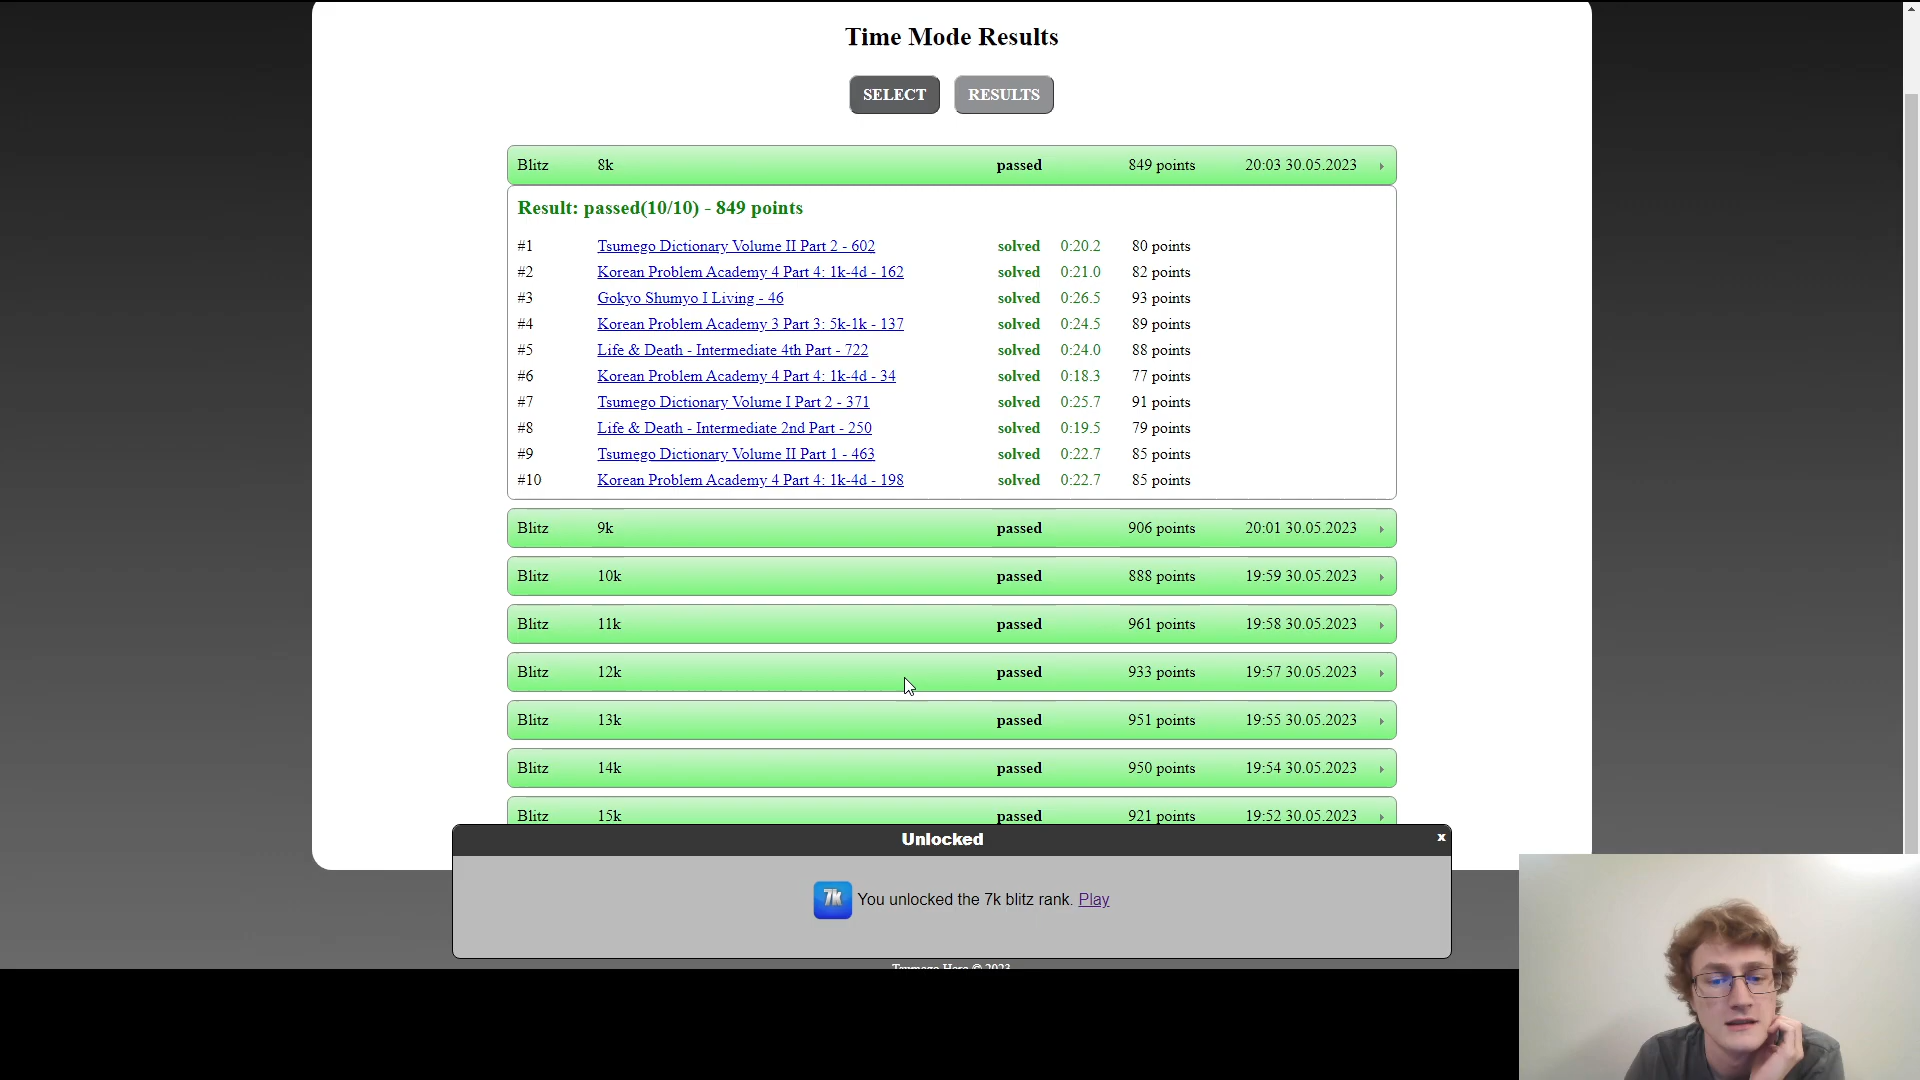 Time Mode Results
SELECT RESULTS
Blitz 8k passed 849 points 20:03 30.05.2023
Result: passed(10/10) - 849 points
#1 Tsumego Dictionary Volume II Part 2 - 602 solved 0:20.2 80 points
#2 Korean Problem Academy 4 Part 4: 1k-4d - 162 solved 0:21.0 82 points
#3 Gokyo Shumyo I Living - 46 solved 0:26.5 93 points
#4 Korean Problem Academy 3 Part 3: 5k-1k - 137 solved 0:24.5 89 points
#5 Life & Death - Intermediate 4th Part - 722 solved 0:24.0 88 points
#6 Korean Problem Academy 4 Part 4: 1k-4d - 34 solved 0:18.3 77 points
#7 Tsumego Dictionary Volume I Part 2 - 371 solved 0:25.7 91 points
#8 Life & Death - Intermediate 2nd Part - 250 solved 0:19.5 79 points
#9 Tsumego Dictionary Volume II Part 1 - 463 solved 0:22.7 85 points
#10 Korean Problem Academy 4 Part 4: 1k-4d - 198 solved 0:22.7 85 points
Blitz 9k passed 906 points 20:01 30.05.2023
Blitz 10k passed 888 points 19:59 30.05.2023
Blitz 11k passed 961 points 19:58 30.05.2023
Blitz 12k passed 933 points 19:57 30.05.2023
Blitz 13k passed 951 points 19:55 30.05.2023
Blitz 14k passed 950 points 19:54 30.05.2023
Blitz 15k passed 921 points 19:52 30.05.2023
Unlocked x
7k You unlocked the 7k blitz rank. Play
Tsumego Hero © 2023